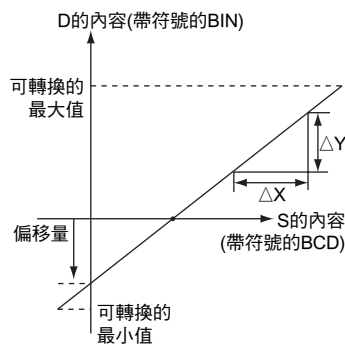 D的內容(帶符號的BIN)
可轉換的
最大值
△Y
△X
S的內容
(帶符號的BCD)
偏移量
可轉換的
最小值